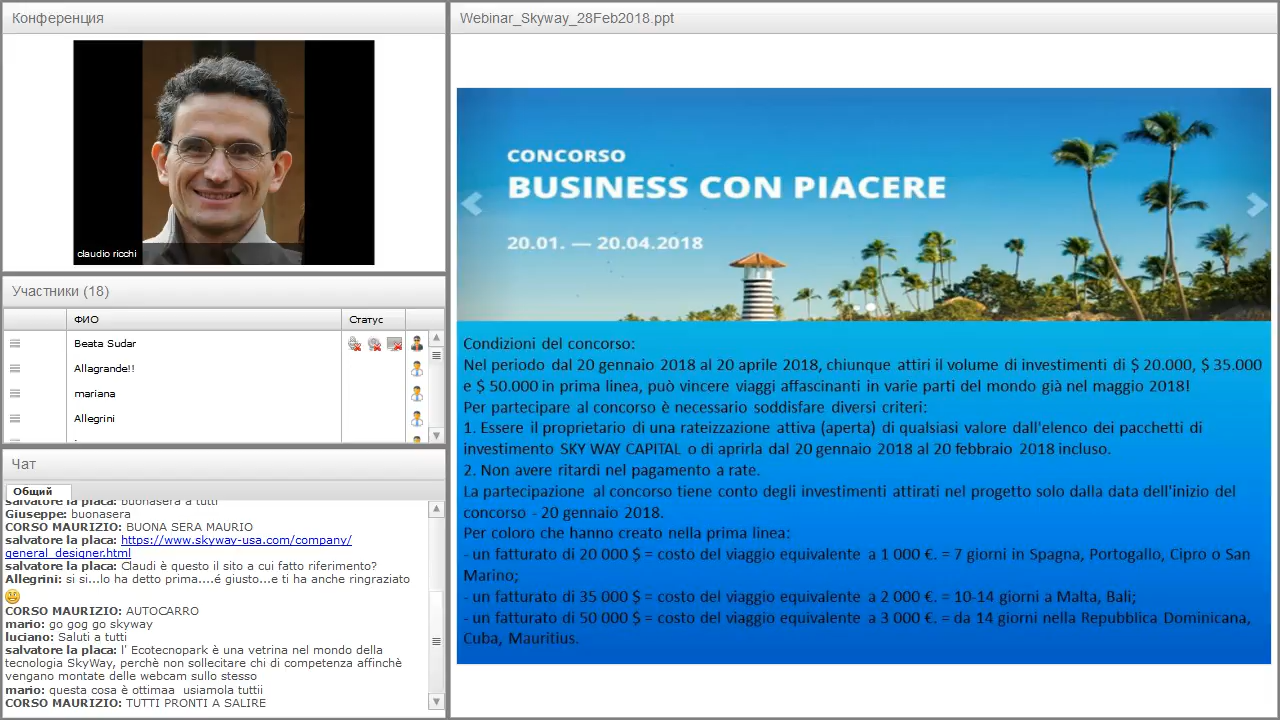 Конференция
claudio ricchi
Участники (18)
ФИО
Статус
Beata Sudar
Allagrande!!
mariana
Allegrini
Чат
Общий
salvatore la placa: buonasera a tutti
Giuseppe: buonasera
CORSO MAURIZIO: BUONA SERA MAURIO
salvatore la placa: https://www.skyway-usa.com/company/
general_designer.html
salvatore la placa: Claudi è questo il sito a cui fatto riferimento?
Allegrini: si si...lo ha detto prima....é giusto...e ti ha anche ringraziato
CORSO MAURIZIO: AUTOCARRO
mario: go gog go skyway
luciano: Saluti a tutti
salvatore la placa: l' Ecotecnopark è una vetrina nel mondo della
tecnologia SkyWay, perchè non sollecitare chi di competenza affinchè
vengano montate delle webcam sullo stesso
mario: questa cosa è ottimaa usiamola tuttii
CORSO MAURIZIO: TUTTI PRONTI A SALIRE
Webinar_Skyway_28Feb2018.ppt
CONCORSO
BUSINESS CON PIACERE
20.01. — 20.04.2018
Condizioni del concorso:
Nel periodo dal 20 gennaio 2018 al 20 aprile 2018, chiunque attiri il volume di investimenti di $ 20.000, $ 35.000
e $ 50.000 in prima linea, può vincere viaggi affascinanti in varie parti del mondo già nel maggio 2018!
Per partecipare al concorso è necessario soddisfare diversi criteri:
1. Essere il proprietario di una rateizzazione attiva (aperta) di qualsiasi valore dall'elenco dei pacchetti di
investimento SKY WAY CAPITAL o di aprirla dal 20 gennaio 2018 al 20 febbraio 2018 incluso.
2. Non avere ritardi nel pagamento a rate.
La partecipazione al concorso tiene conto degli investimenti attirati nel progetto solo dalla data dell'inizio del
concorso - 20 gennaio 2018.
Per coloro che hanno creato nella prima linea:
- un fatturato di 20 000 $ = costo del viaggio equivalente a 1 000 €. = 7 giorni in Spagna, Portogallo, Cipro o San
Marino;
- un fatturato di 35 000 $ = costo del viaggio equivalente a 2 000 €. = 10-14 giorni a Malta, Bali;
- un fatturato di 50 000 $ = costo del viaggio equivalente a 3 000 €. = da 14 giorni nella Repubblica Dominicana,
Cuba, Mauritius.